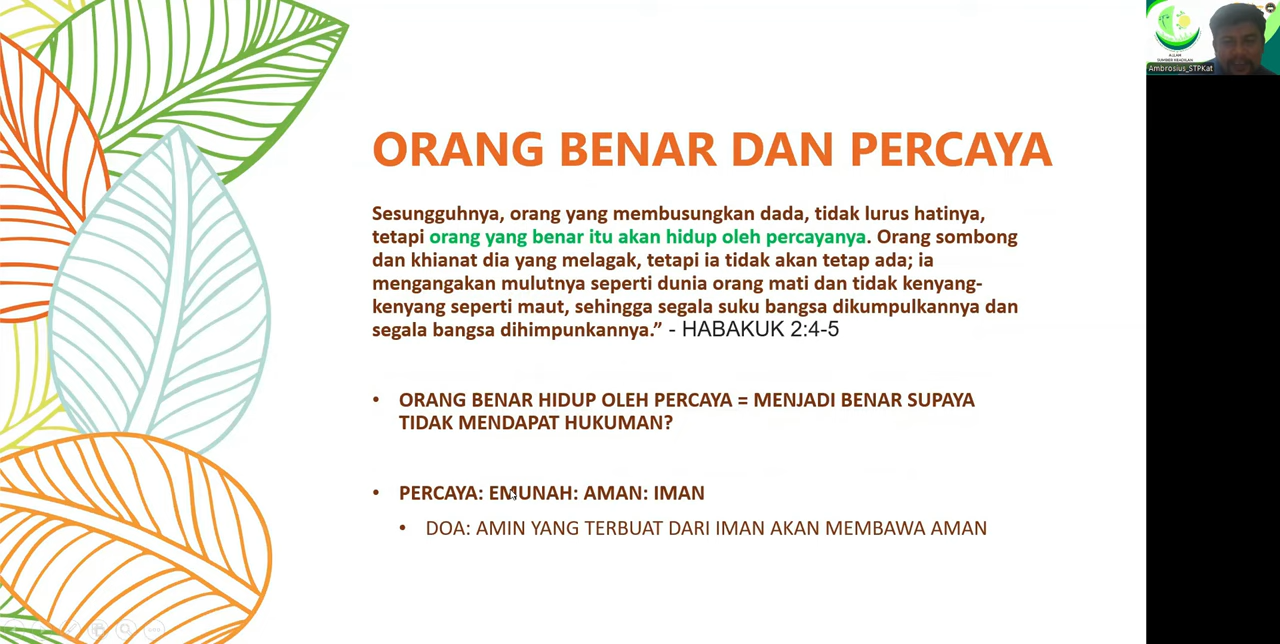 ORANG BENAR DAN PERCAYA
Sesungguhnya, orang yang membusungkan dada, tidak lurus hatinya,
tetapi orang yang benar itu akan hidup oleh percayanya. Orang sombong
dan khianat dia yang melagak, tetapi ia tidak akan tetap ada; ia
mengangakan mulutnya seperti dunia orang mati dan tidak kenyang-
kenyang seperti maut, sehingga segala suku bangsa dikumpulkannya dan
segala bangsa dihimpunkannya.” - HABAKUK 2:4-5
• ORANG BENAR HIDUP OLEH PERCAYA = MENJADI BENAR SUPAYA
TIDAK MENDAPAT HUKUMAN?
• PERCAYA: EMUNAH: AMAN: IMAN
• DOA: AMIN YANG TERBUAT DARI IMAN AKAN MEMBAWA AMAN
ALLAH
SUMBER KEADILAN
Ambrosius_STPKat